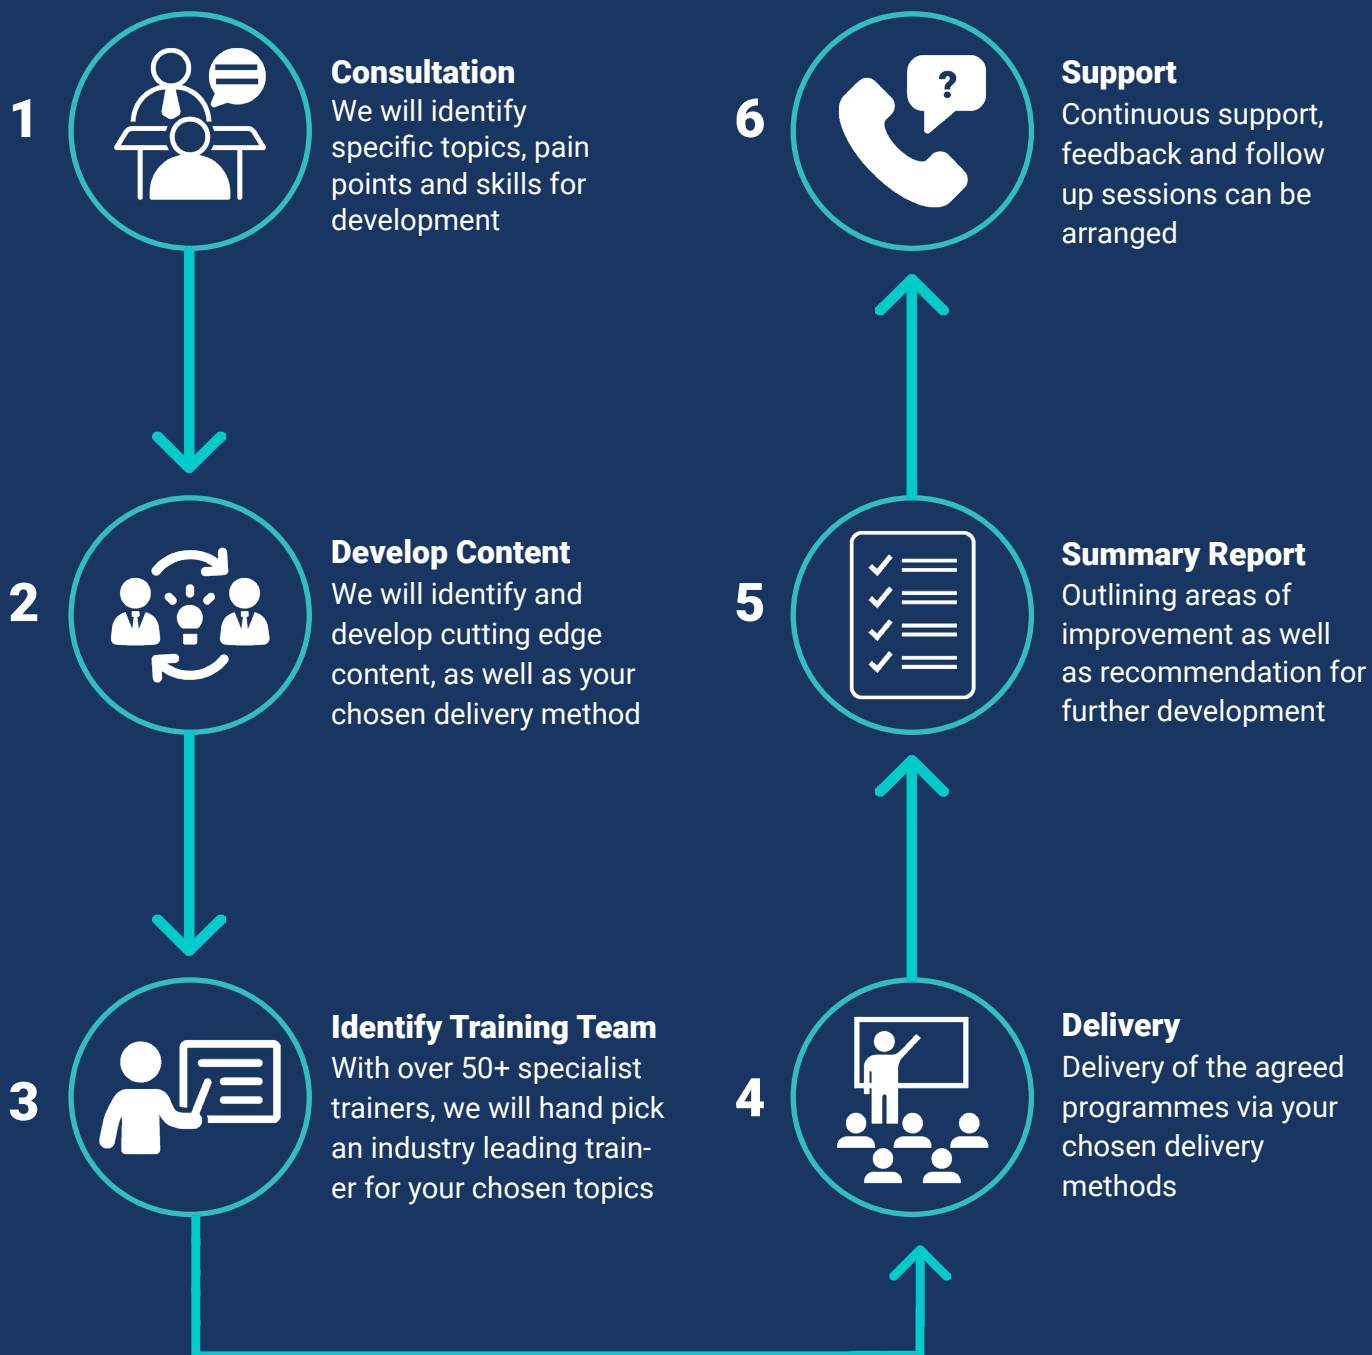 1
Consultation
We will identify
specific topics, pain
points and skills for
development
2
Develop Content
We will identify and
develop cutting edge
content, as well as your
chosen delivery method
3
Identify Training Team
With over 50+ specialist
trainers, we will hand pick
an industry leading train-
er for your chosen topics
4
Delivery
Delivery of the agreed
programmes via your
chosen delivery
methods
5
Summary Report
Outlining areas of
improvement as well
as recommendation for
further development
6
?
Support
Continuous support,
feedback and follow
up sessions can be
arranged